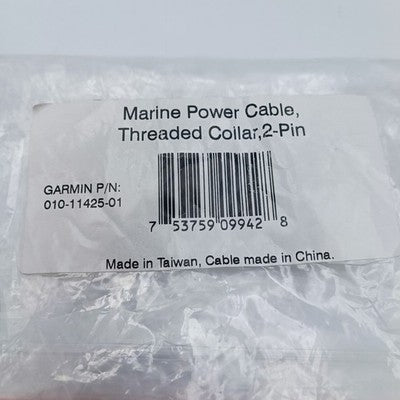 Marine Power Cable,
Threaded Collar,2-Pin
GARMIN P/N:
010-11425-01
7 53759 09942 8
Made in Taiwan, Cable made in China.